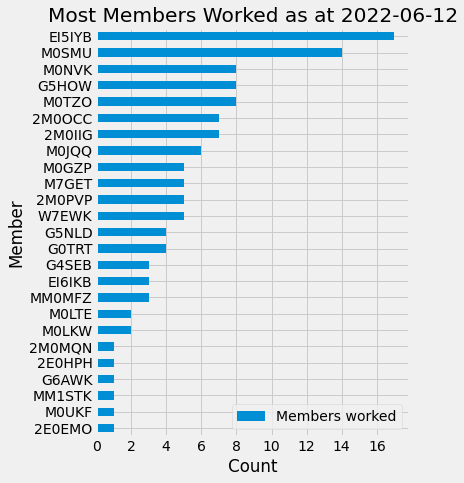 Most Members Worked as at 2022-06-12
EI5IYB
M0SMU
M0NVK
G5HOW
M0TZO
2M0OCC
2M0IIG
M0JQQ
M0GZP
M7GET
2M0PVP
W7EWK
G5NLD
G0TRT
G4SEB
EI6IKB
MM0MFZ
M0LTE
M0LKW
2M0MQN
2E0HPH
G6AWK
MM1STK
M0UKF
2E0EMO
Member
Members worked
0 2 4 6 8 10 12 14 16
Count